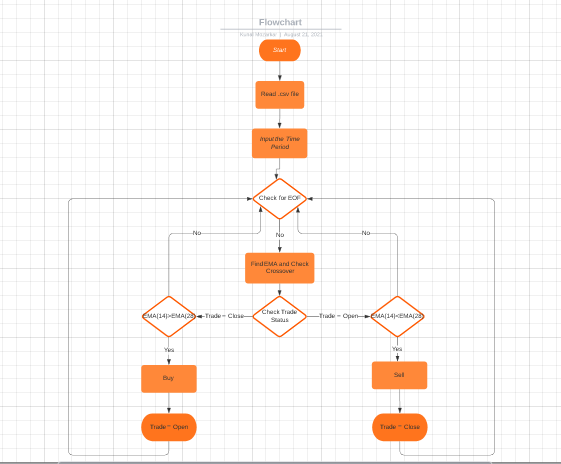 Flowchart
August 21, 2021
Start
Read .csv file
Input the Time
Period
Check for EOF
No
No
No
Find EMA and Check
Crossover
EMA(14)>EMA(28)
Trade = Close
Check Trade
Status
Trade = Open
EMA(14)<EMA(28)
Yes
Yes
Buy
Sell
Trade = Open
Trade = Close